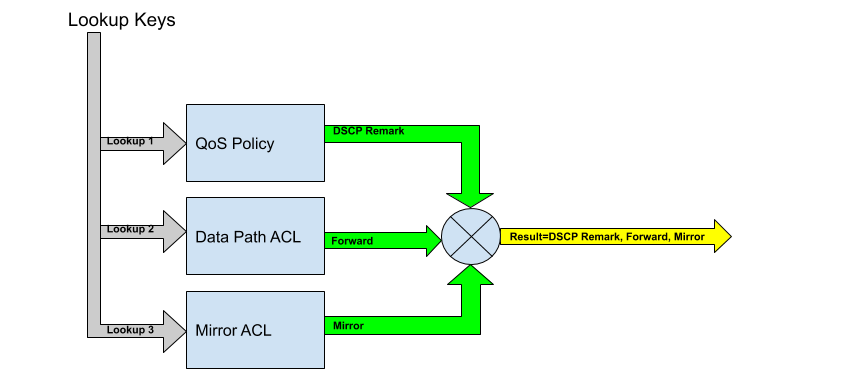 Lookup Keys
Lookup 1
QoS Policy
DSCP Remark
Lookup 2
Data Path ACL
Forward
Result=DSCP Remark, Forward, Mirror
Lookup 3
Mirror ACL
Mirror